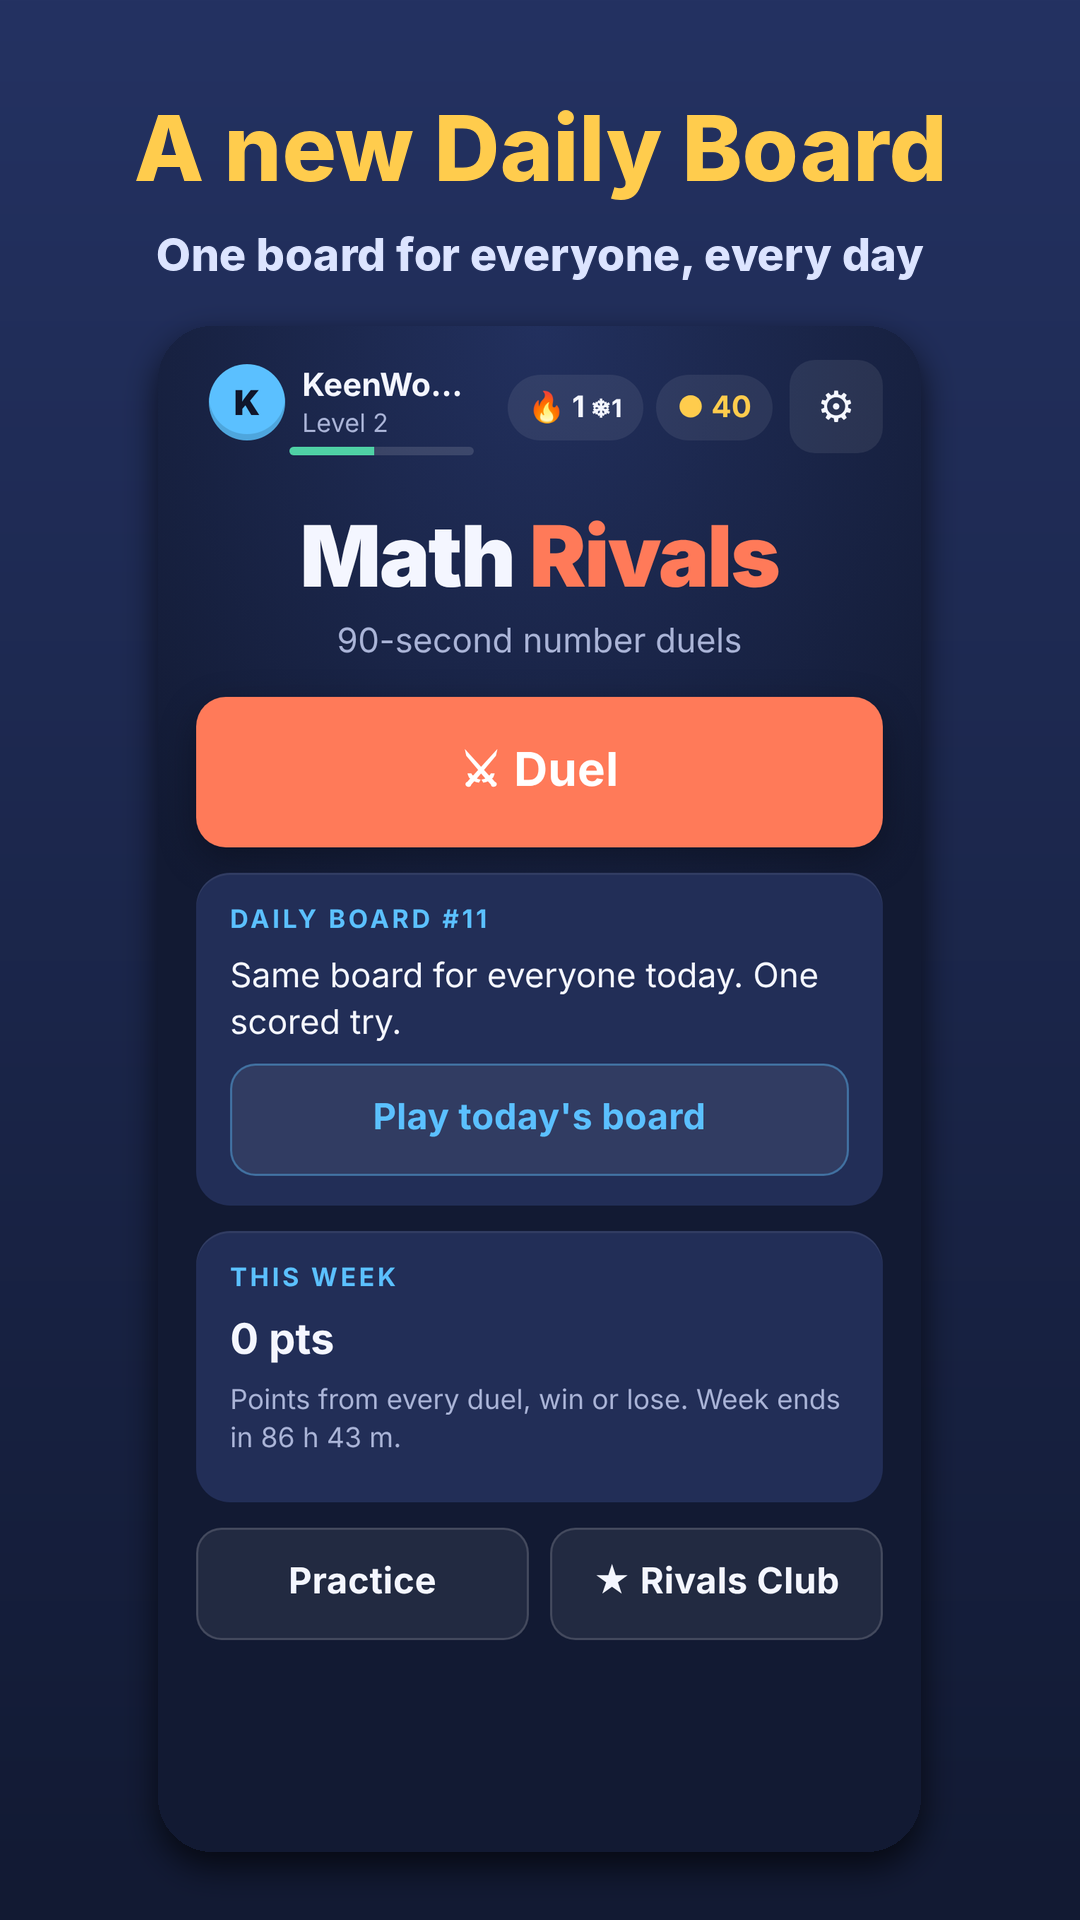 A new Daily Board
One board for everyone, every day
K
KeenWo...
Level 2
🔥 1 ❄1
40
Math Rivals
90-second number duels
⚔ Duel
DAILY BOARD #11
Same board for everyone today. One
scored try.
Play today's board
THIS WEEK
0 pts
Points from every duel, win or lose. Week ends
in 86 h 43 m.
Practice
★ Rivals Club